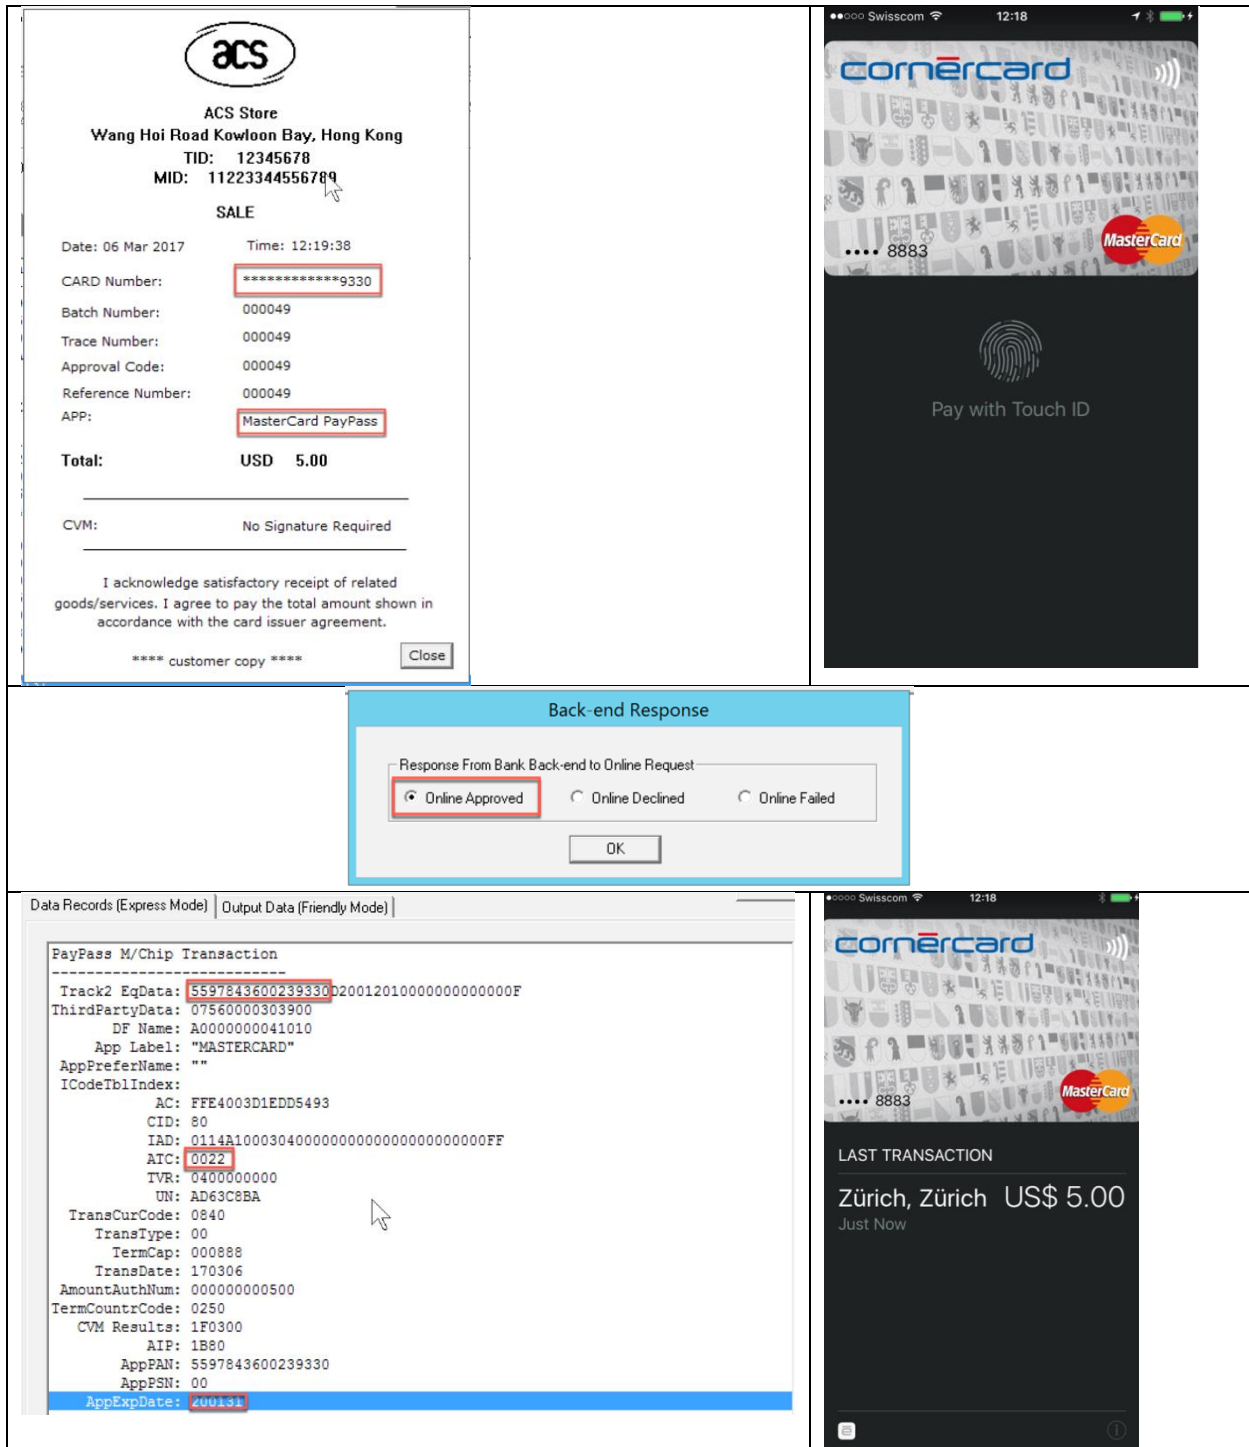 acs
ACS Store
Wang Hoi Road Kowloon Bay, Hong Kong
TID: 12345678
MID: 11223344556789
SALE
Date: 06 Mar 2017 Time: 12:19:38
CARD Number: ************9330
Batch Number: 000049
Trace Number: 000049
Approval Code: 000049
Reference Number: 000049
APP: MasterCard PayPass
Total: USD 5.00
CVM: No Signature Required
I acknowledge satisfactory receipt of related
goods/services. I agree to pay the total amount shown in
accordance with the card issuer agreement.
**** customer copy ****
Close
Swisscom 12:18
cornèrcard
•••• 8883
MasterCard
Pay with Touch ID
Back-end Response
Response From Bank Back-end to Online Request
Online Approved Online Declined Online Failed
OK
Data Records (Express Mode) Output Data (Friendly Mode)
PayPass M/Chip Transaction
---------------------------
Track2 EqData: 5597843600239330D20012010000000000000F
ThirdPartyData: 07560000303900
DF Name: A0000000041010
App Label: "MASTERCARD"
AppPreferName: ""
ICodeTblIndex:
AC: FFE4003D1EDD5493
CID: 80
IAD: 0114A10003040000000000000000000000FF
ATC: 0022
TVR: 0400000000
UN: AD63C8BA
TransCurCode: 0840
TransType: 00
TermCap: 000888
TransDate: 170306
AmountAuthNum: 000000000500
TermCountrCode: 0250
CVM Results: 1F0300
AIP: 1B80
AppPAN: 5597843600239330
AppPSN: 00
AppExpDate: 200131
Swisscom 12:18
cornèrcard
•••• 8883
MasterCard
LAST TRANSACTION
Zürich, Zürich US$ 5.00
Just Now